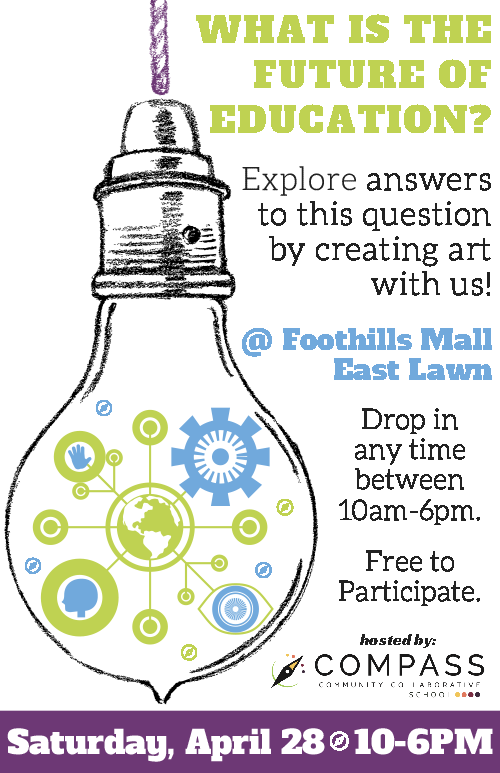 WHAT IS THE
FUTURE OF
EDUCATION?
Explore answers
to this question
by creating art
with us!
@ Foothills Mall
East Lawn
Drop in
any time
between
10am-6pm.
Free to
Participate.
hosted by:
COMPASS
COMMUNITY COLLABORATIVE
SCHOOL
Saturday, April 28 10-6PM